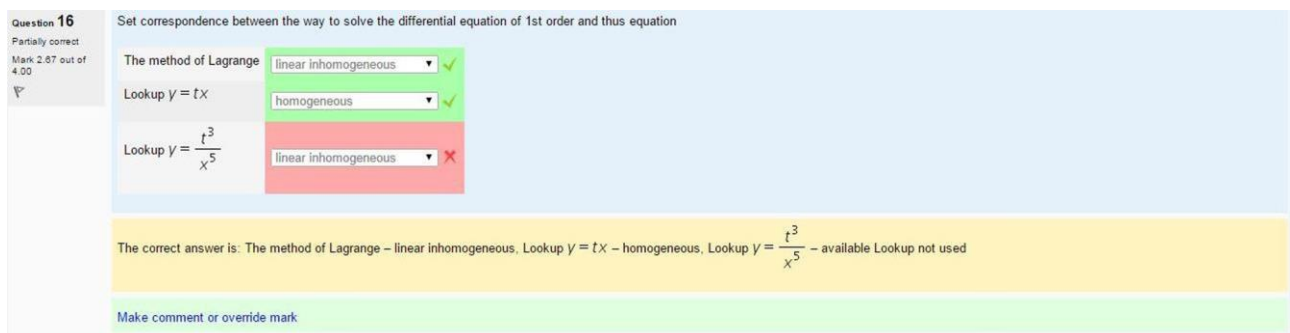 Question 16
Partially correct
Mark 2.67 out of
4.00
Set correspondence between the way to solve the differential equation of 1st order and thus equation
The method of Lagrange linear inhomogeneous
Lookup y = tx homogeneous
Lookup y = t³/x⁵ linear inhomogeneous
The correct answer is: The method of Lagrange – linear inhomogeneous, Lookup y = tx – homogeneous, Lookup y = t³/x⁵ – available Lookup not used
Make comment or override mark